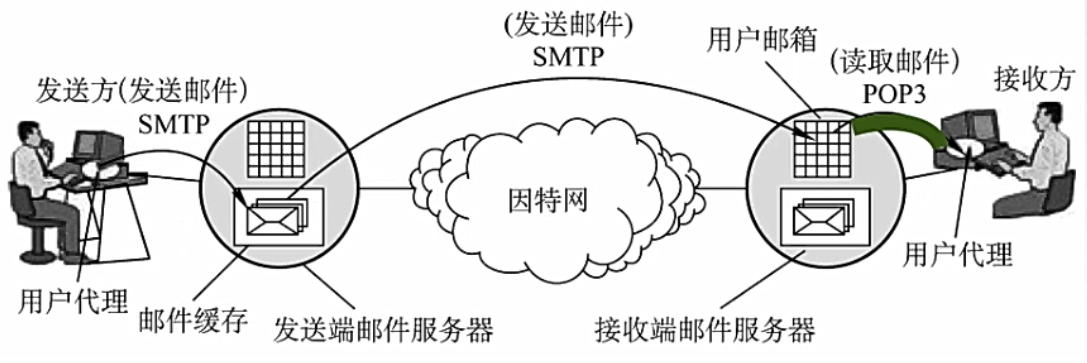 (发送邮件)
SMTP
用户邮箱
(读取邮件)
POP3
接收方
发送方(发送邮件)
SMTP
因特网
用户代理
邮件缓存
发送端邮件服务器
接收端邮件服务器
用户代理